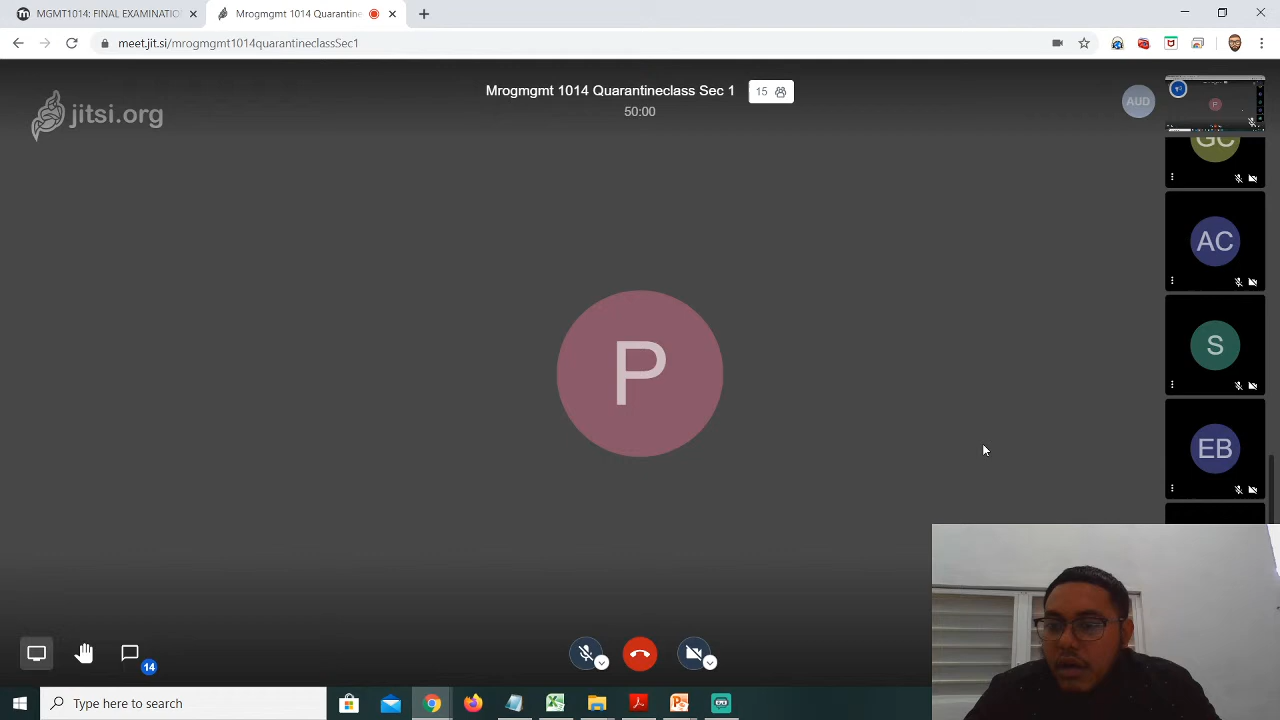 MGMT1014: FINAL EXAMINATIO
Mrogmgmt 1014 Quarantine
meet.jit.si/mrogmgmt1014quarantineclassSec1
jitsi.org
Mrogmgmt 1014 Quarantineclass Sec 1
15
50:00
AUD
P
GC
AC
S
EB
P
14
Type here to search